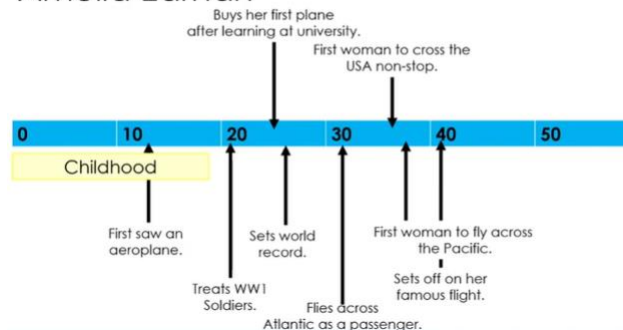 Buys her first plane
after learning at university.
First woman to cross the
USA non-stop.
0 10 20 30 40 50
Childhood
First saw an
aeroplane.
Sets world
record.
First woman to fly across
the Pacific.
Treats WW1
Soldiers.
Sets off on her
famous flight.
Flies across
Atlantic as a passenger.